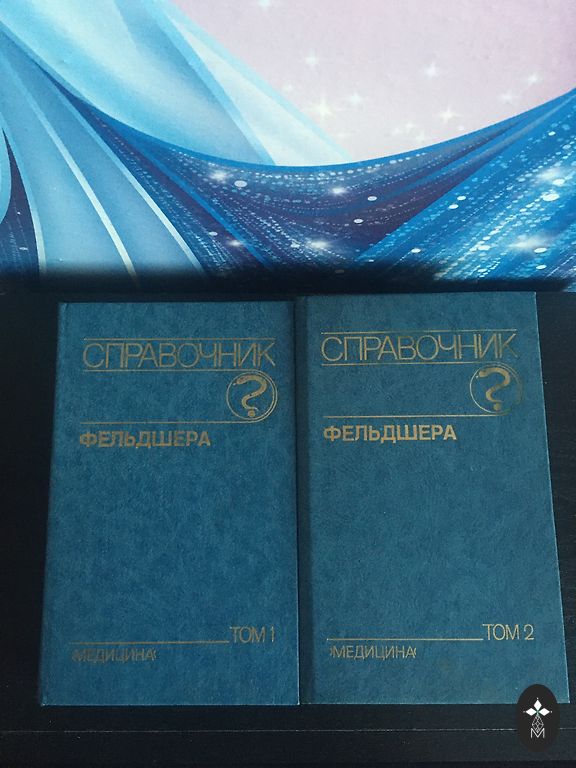 СПРАВОЧНИК
ФЕЛЬДШЕРА
ТОМ 1
›МЕДИЦИНА‹
СПРАВОЧНИК
ФЕЛЬДШЕРА
ТОМ 2
›МЕДИЦИНА‹
М